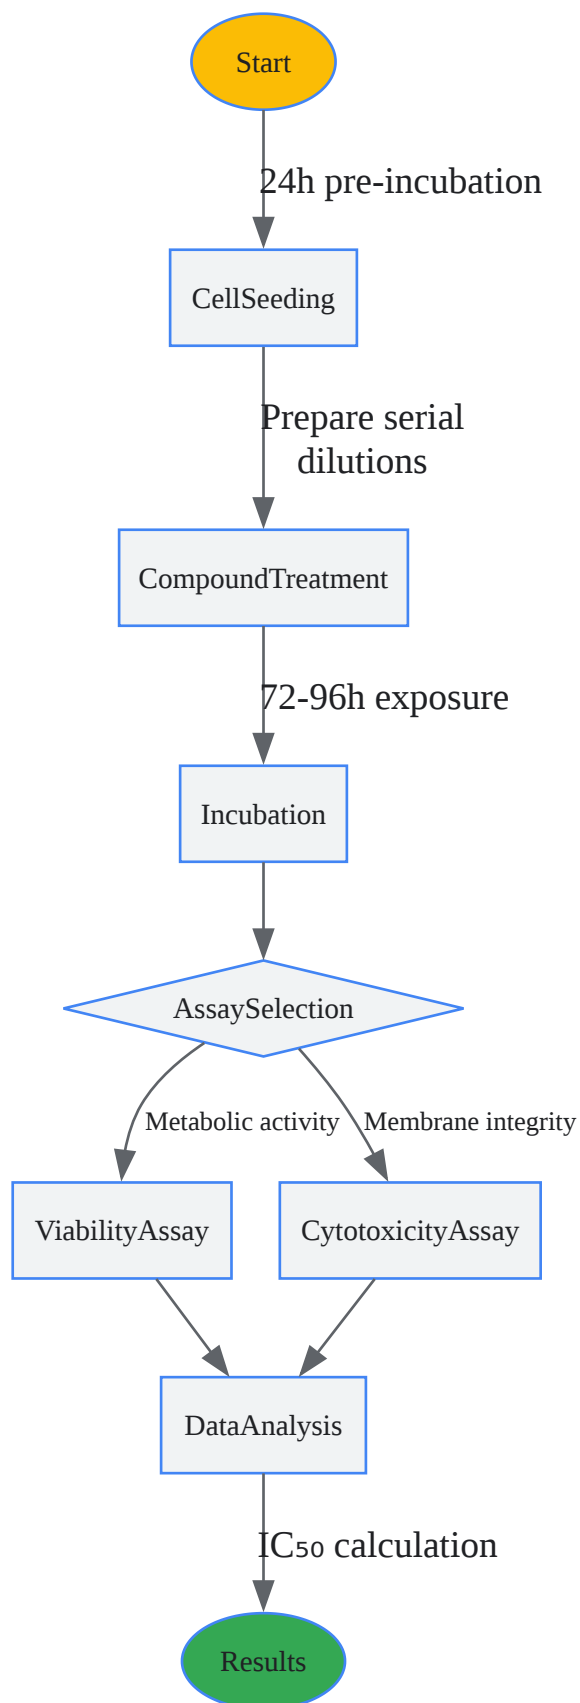 Start
24h pre-incubation
CellSeeding
Prepare serial
dilutions
CompoundTreatment
72-96h exposure
Incubation
AssaySelection
Metabolic activity
Membrane integrity
ViabilityAssay
CytotoxicityAssay
DataAnalysis
IC₅₀ calculation
Results